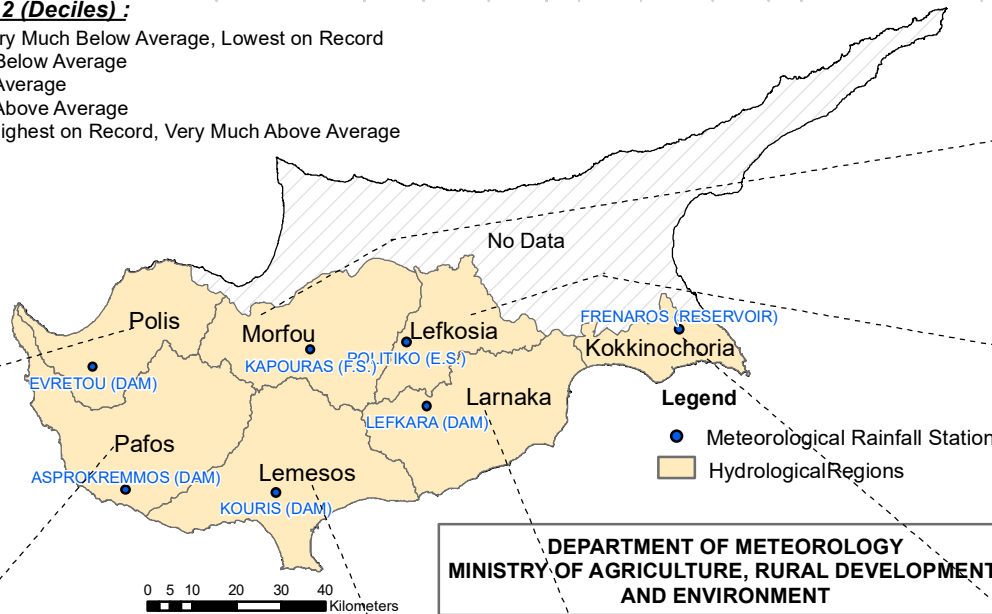 2 (Deciles) :
ry Much Below Average, Lowest on Record
Below Average
Average
Above Average
ighest on Record, Very Much Above Average
No Data
Polis
Morfou
Lefkosia
FRENAROS (RESERVOIR)
Kokkinochoria
KAPOURAS (F.S.)
POLITIKO (E.S.)
EVRETOU (DAM)
Larnaka
LEFKARA (DAM)
Pafos
ASPROKREMMOS (DAM)
Lemesos
KOURIS (DAM)
Legend
Meteorological Rainfall Station
HydrologicalRegions
DEPARTMENT OF METEOROLOGY
MINISTRY OF AGRICULTURE, RURAL DEVELOPMENT
AND ENVIRONMENT
0 5 10 20 30 40
Kilometers